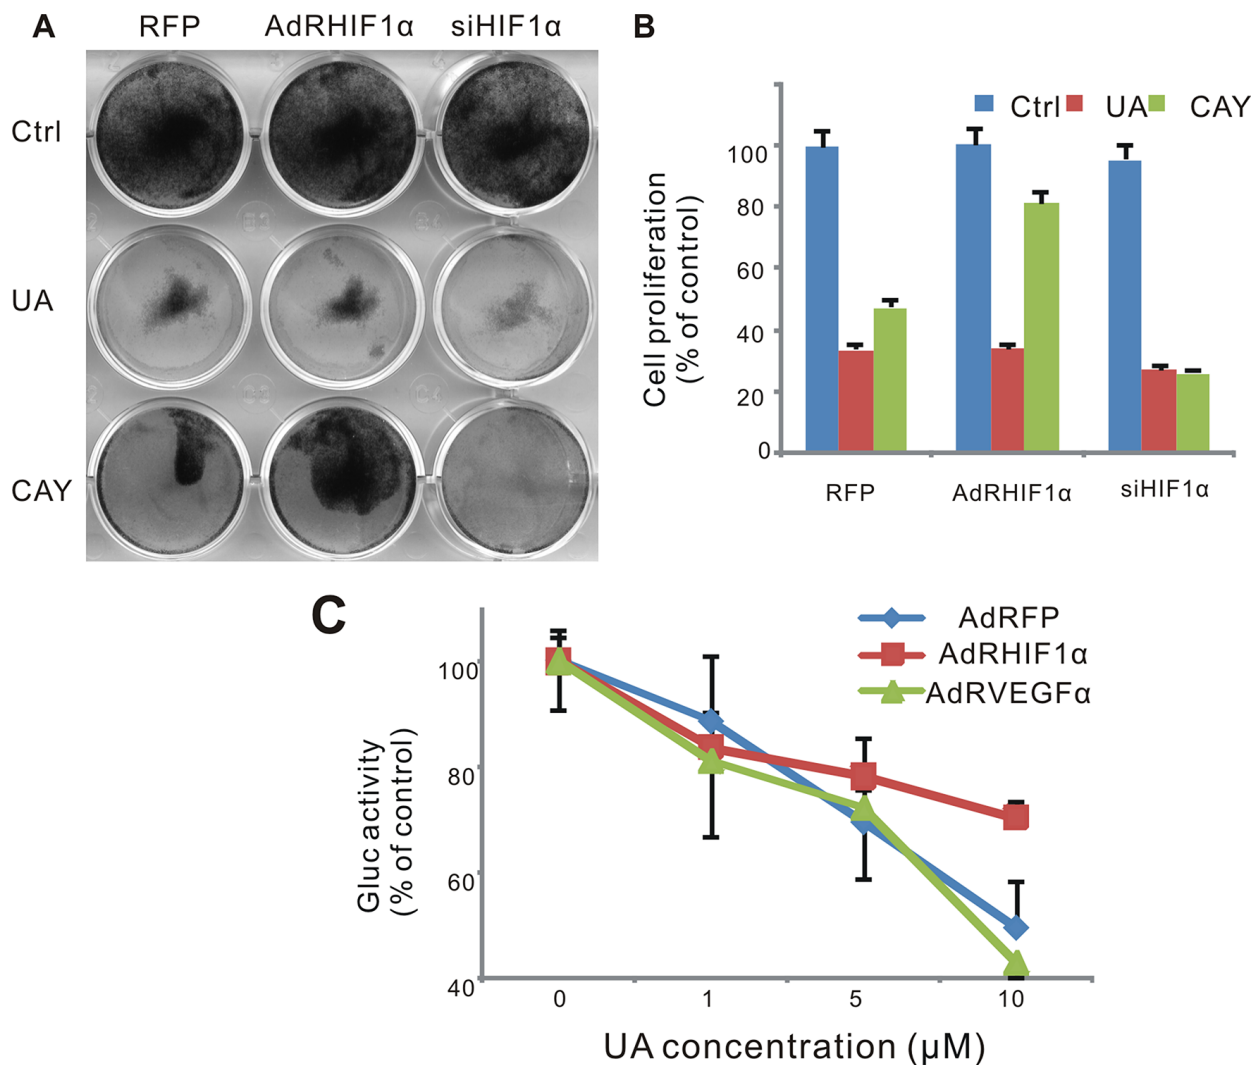 A
RFP AdRHIF1α siHIF1α
Ctrl
UA
CAY
B
Ctrl UA CAY
Cell proliferation
(% of control)
100
80
60
40
20
0
RFP AdRHIF1α siHIF1α
C
AdRFP
AdRHIF1α
AdRVEGFα
Gluc activity
(% of control)
100
80
60
40
0 1 5 10
UA concentration (μM)